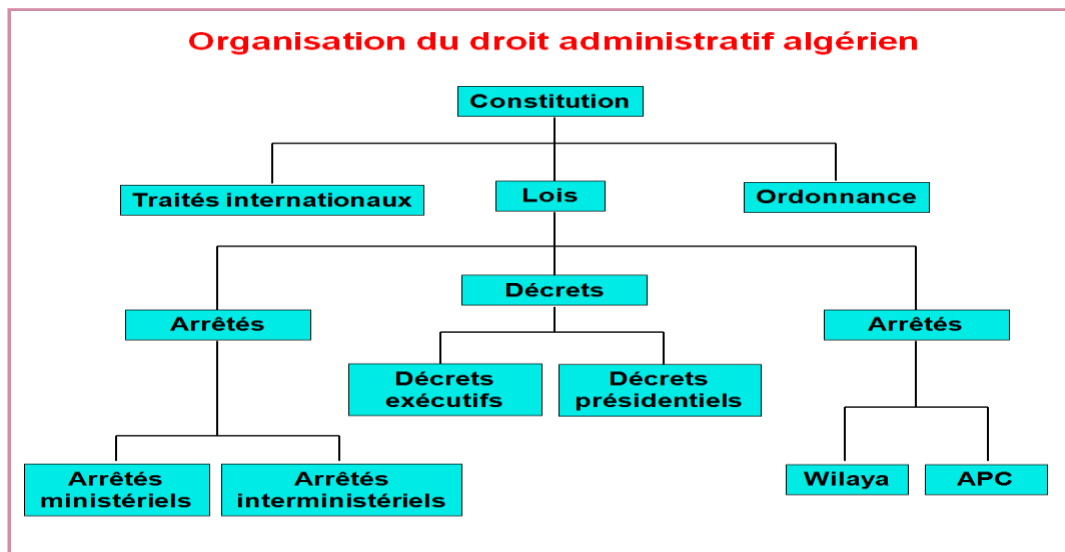 Organisation du droit administratif algérien
Constitution
Traités internationaux
Lois
Ordonnance
Décrets
Arrêtés
Arrêtés
Décrets
exécutifs
Décrets
présidentiels
Arrêtés
ministériels
Arrêtés
interministériels
Wilaya
APC